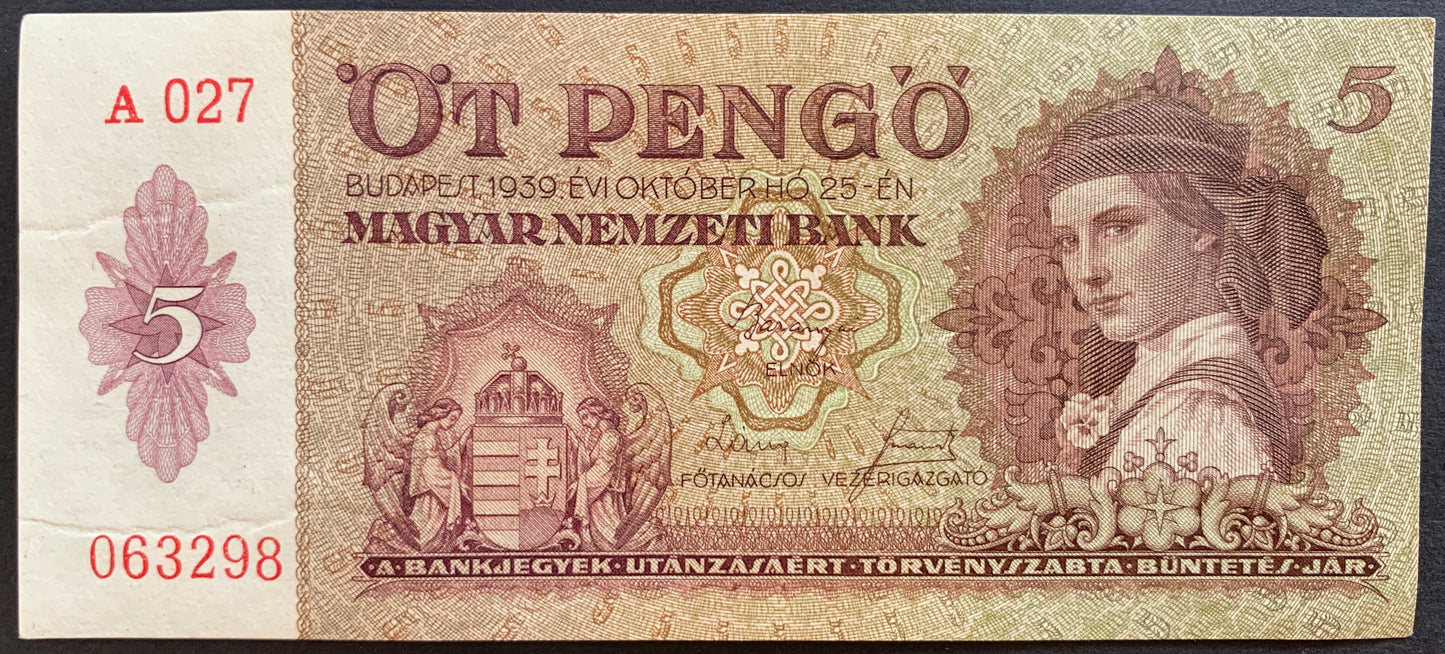 A 027
5
063298
ÖT PENGŐ
BUDAPEST, 1939. ÉVI OKTÓBER HÓ 25-ÉN
MAGYAR NEMZETI BANK
ELNÖK
FŐTANÁCSOS VEZÉRIGAZGATÓ
5
·A·BANKJEGYEK·UTÁNZÁSAÉRT·TÖRVÉNYSZABTA·BÜNTETÉS·JÁR·